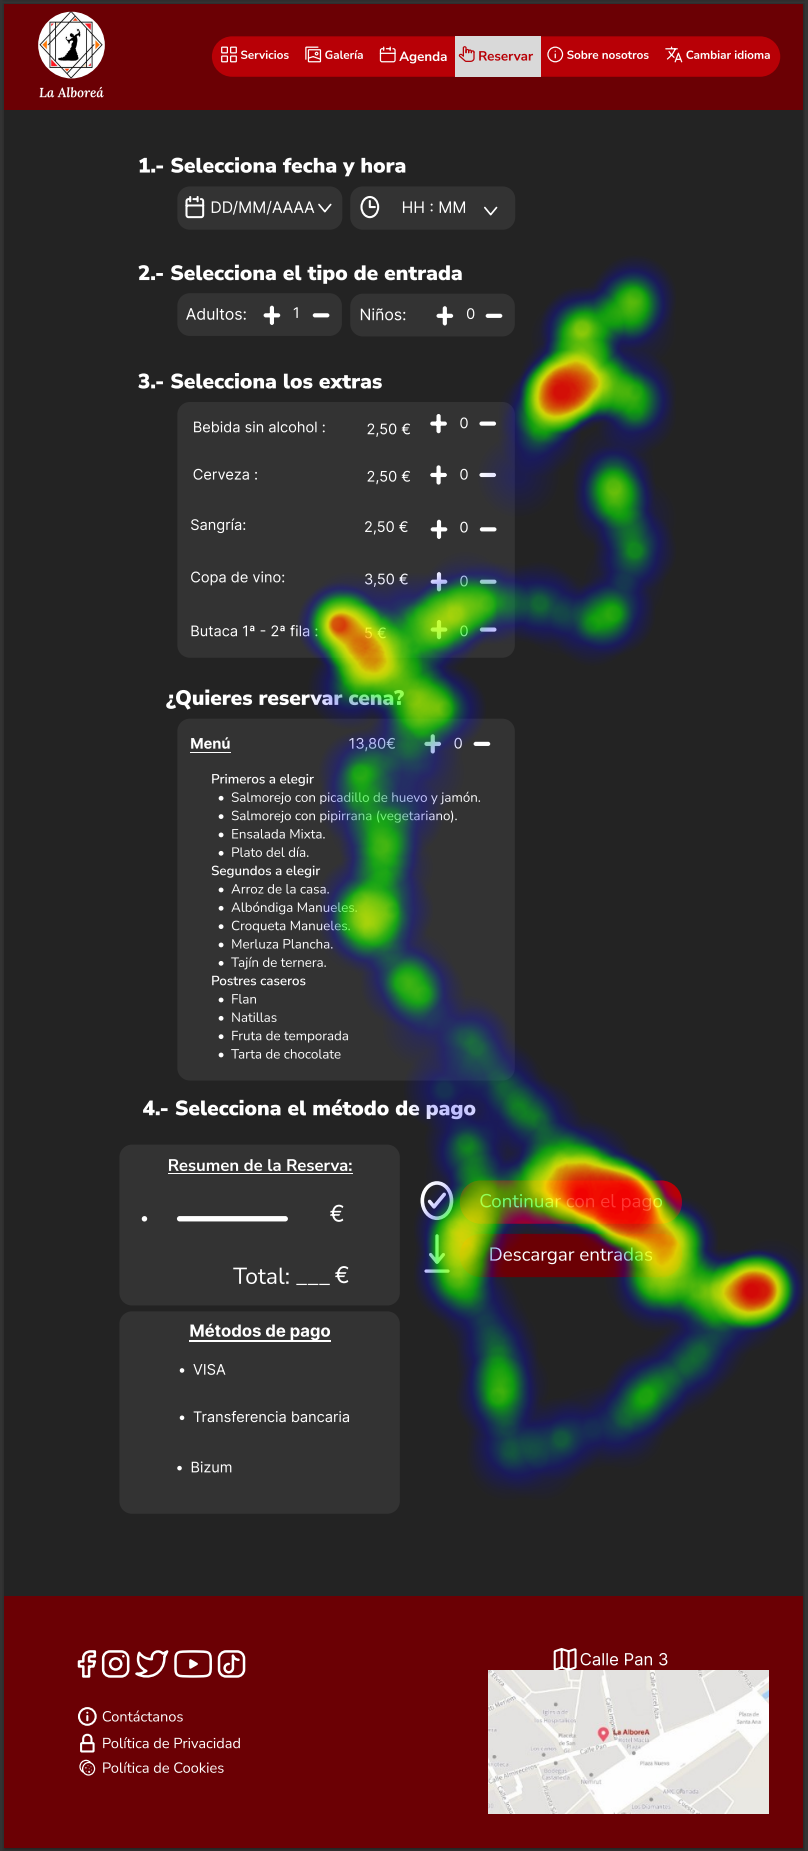 La Alboreá
Servicios
Galería
Agenda
Reservar
Sobre nosotros
Cambiar idioma
1.- Selecciona fecha y hora
DD/MM/AAAA
HH : MM
2.- Selecciona el tipo de entrada
Adultos: + 1 −
Niños: + 0 −
3.- Selecciona los extras
Bebida sin alcohol : 2,50 € + 0 −
Cerveza : 2,50 € + 0 −
Sangría: 2,50 € + 0 −
Copa de vino: 3,50 € + 0 −
Butaca 1ª - 2ª fila : 5 € + 0 −
¿Quieres reservar cena?
Menú 13,80€ + 0 −
Primeros a elegir
• Salmorejo con picadillo de huevo y jamón.
• Salmorejo con pipirrana (vegetariano).
• Ensalada Mixta.
• Plato del día.
Segundos a elegir
• Arroz de la casa.
• Albóndiga Manueles.
• Croqueta Manueles.
• Merluza Plancha.
• Tajín de ternera.
Postres caseros
• Flan
• Natillas
• Fruta de temporada
• Tarta de chocolate
4.- Selecciona el método de pago
Resumen de la Reserva:
• €
Total: ___ €
Continuar con el pago
Descargar entradas
Métodos de pago
• VISA
• Transferencia bancaria
• Bizum
Contáctanos
Política de Privacidad
Política de Cookies
Calle Pan 3
La AlboreA
Calle Pan
Plaza Nueva